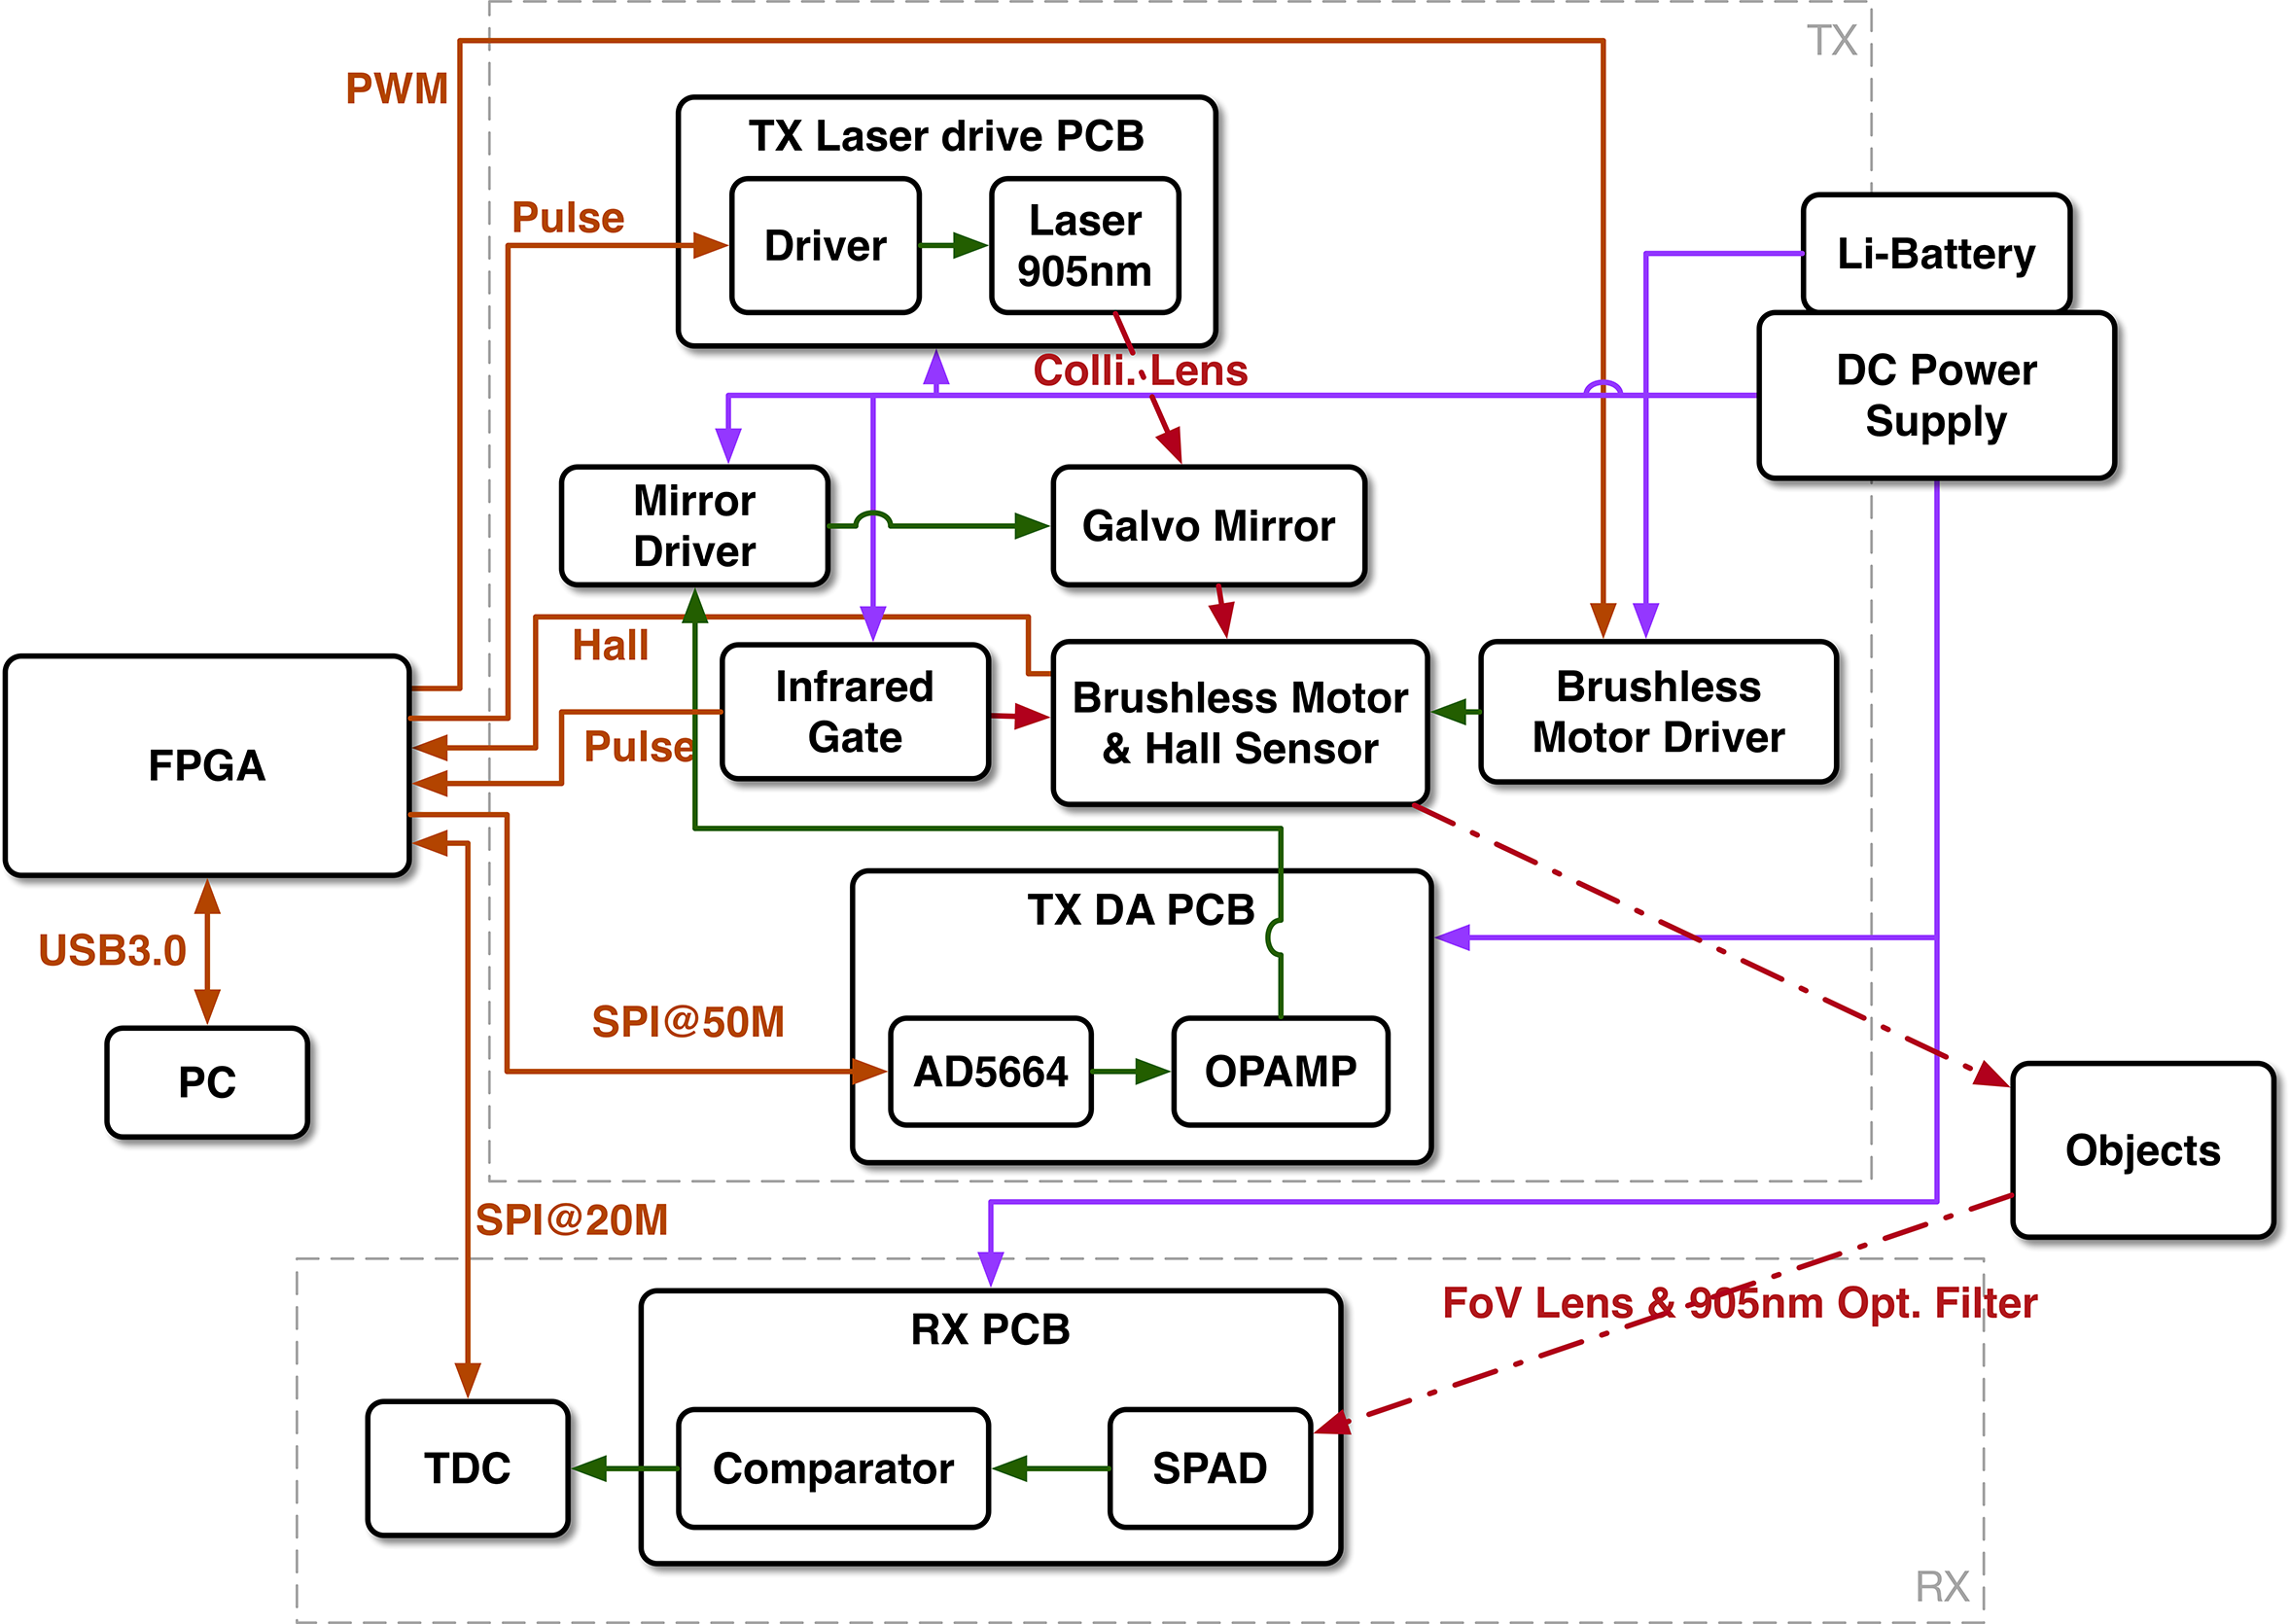 TX
PWM
TX Laser drive PCB
Pulse
Driver
Laser
905nm
Li-Battery
DC Power
Supply
Colli. Lens
Mirror
Driver
Galvo Mirror
Hall
Infrared
Gate
Brushless Motor
& Hall Sensor
Brushless
Motor Driver
Pulse
FPGA
TX DA PCB
USB3.0
SPI@50M
AD5664
OPAMP
PC
Objects
SPI@20M
FoV Lens & 905nm Opt. Filter
RX PCB
TDC
Comparator
SPAD
RX